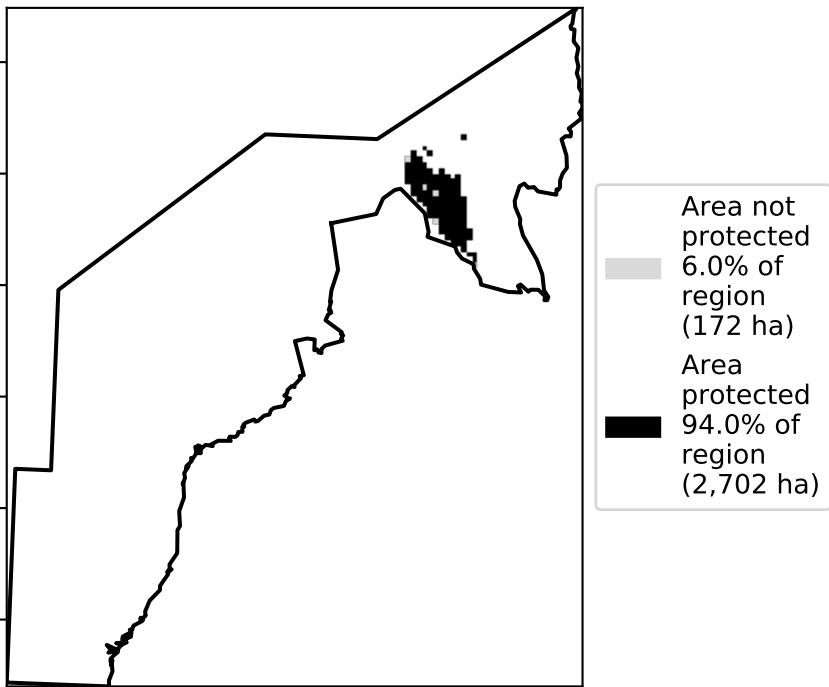 Area not
protected
6.0% of
region
(172 ha)
Area
protected
94.0% of
region
(2,702 ha)